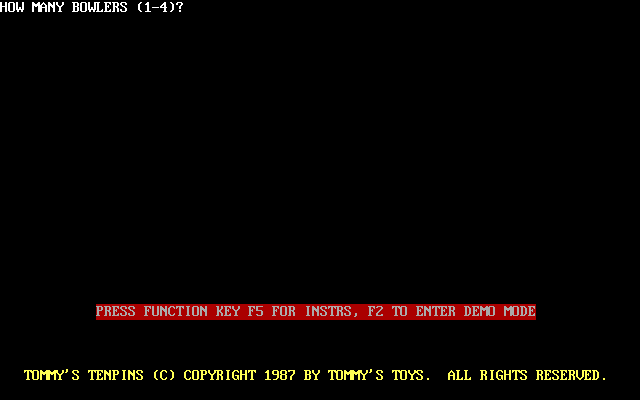 HOW MANY BOWLERS (1-4)?
PRESS FUNCTION KEY F5 FOR INSTRS, F2 TO ENTER DEMO MODE
TOMMY'S TENPINS (C) COPYRIGHT 1987 BY TOMMY'S TOYS.  ALL RIGHTS RESERVED.